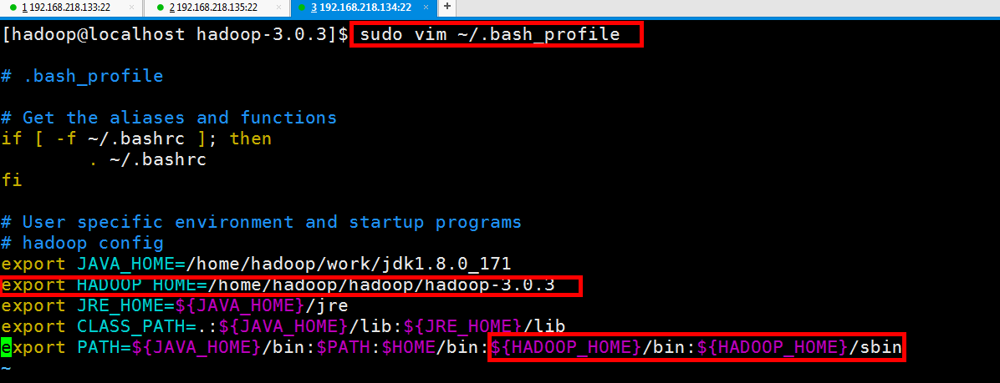 1 192.168.218.133:22 × 2 192.168.218.135:22 × 3 192.168.218.134:22 × +
[hadoop@localhost hadoop-3.0.3]$ sudo vim ~/.bash_profile
# .bash_profile
# Get the aliases and functions
if [ -f ~/.bashrc ]; then
        . ~/.bashrc
fi
# User specific environment and startup programs
# hadoop config
export JAVA_HOME=/home/hadoop/work/jdk1.8.0_171
export HADOOP_HOME=/home/hadoop/hadoop/hadoop-3.0.3
export JRE_HOME=${JAVA_HOME}/jre
export CLASS_PATH=.:${JAVA_HOME}/lib:${JRE_HOME}/lib
export PATH=${JAVA_HOME}/bin:$PATH:$HOME/bin:${HADOOP_HOME}/bin:${HADOOP_HOME}/sbin
~